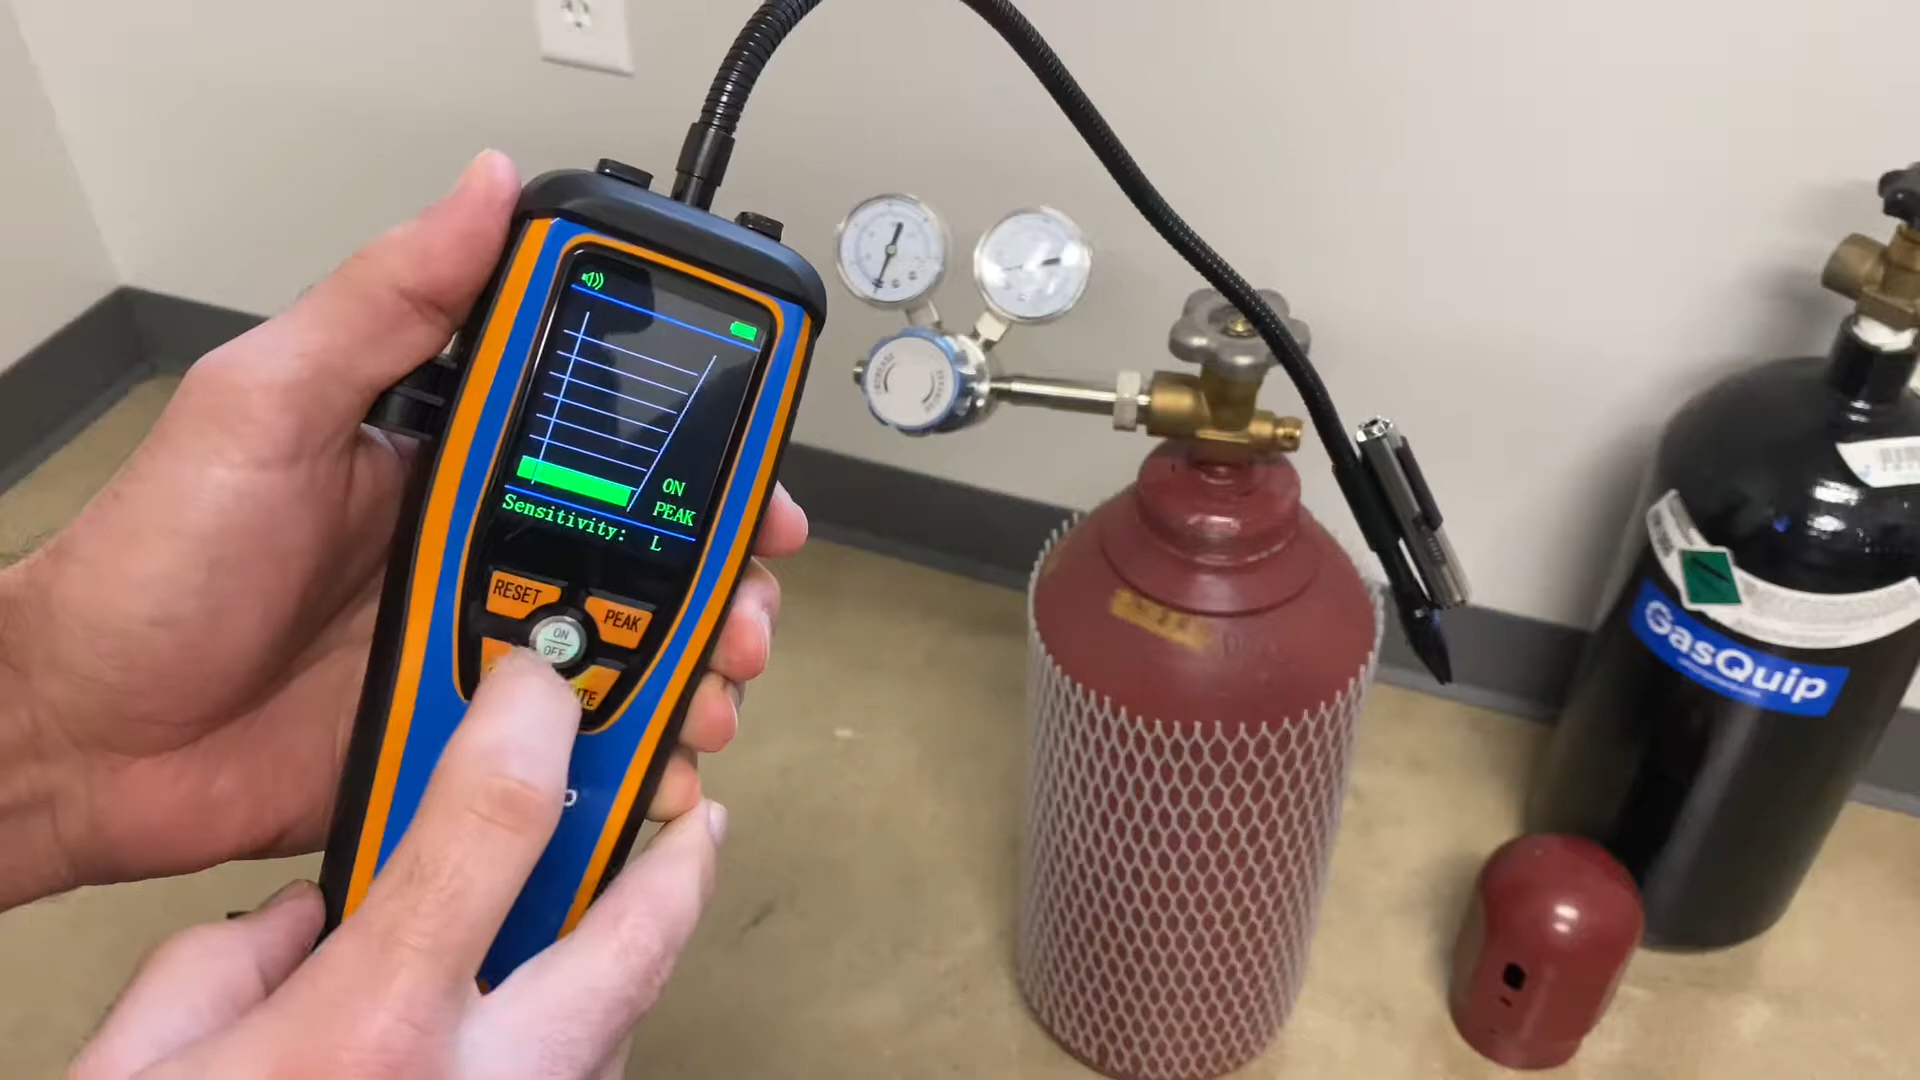 ON
PEAK
Sensitivity: L
RESET
PEAK
ON
OFF
GasQuip